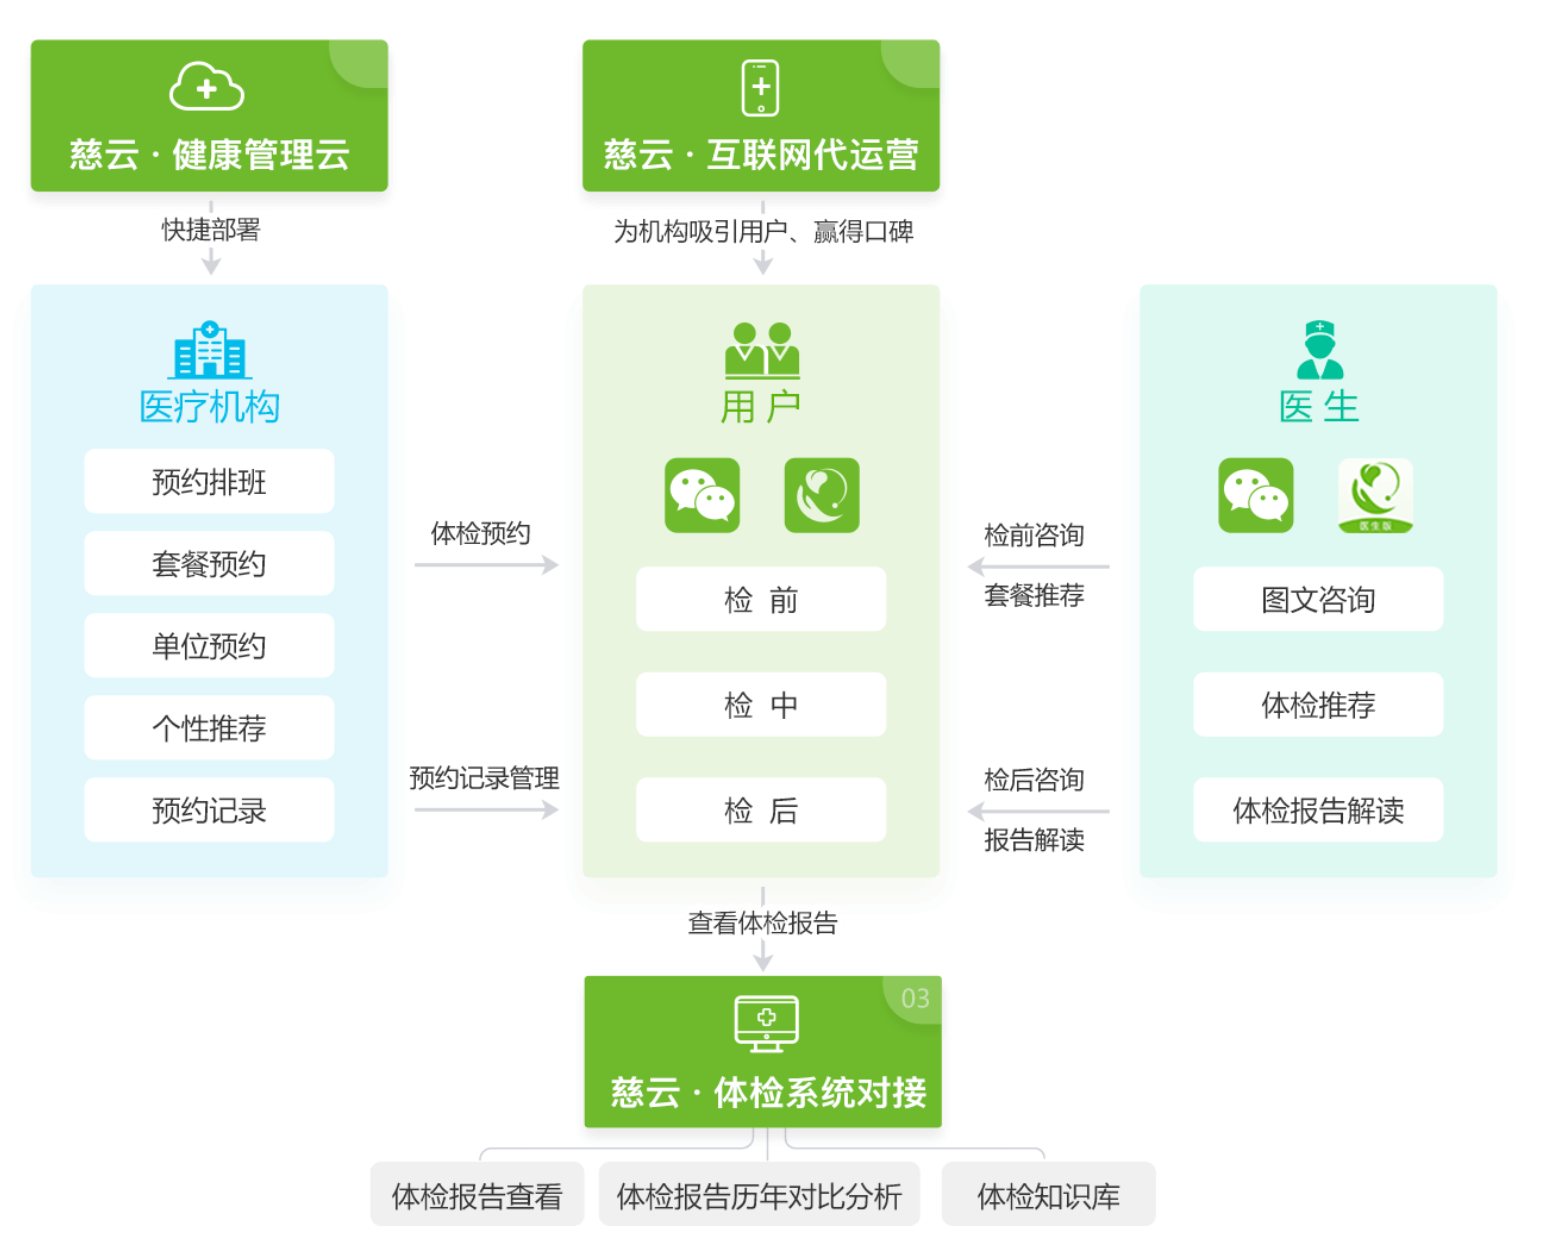 慈云·健康管理云
慈云·互联网代运营
快捷部署
为机构吸引用户、赢得口碑
医疗机构
预约排班
套餐预约
单位预约
个性推荐
预约记录
体检预约
预约记录管理
用户
检前
检中
检后
检前咨询
套餐推荐
检后咨询
报告解读
医生
医生版
图文咨询
体检推荐
体检报告解读
查看体检报告
03
慈云·体检系统对接
体检报告查看
体检报告历年对比分析
体检知识库